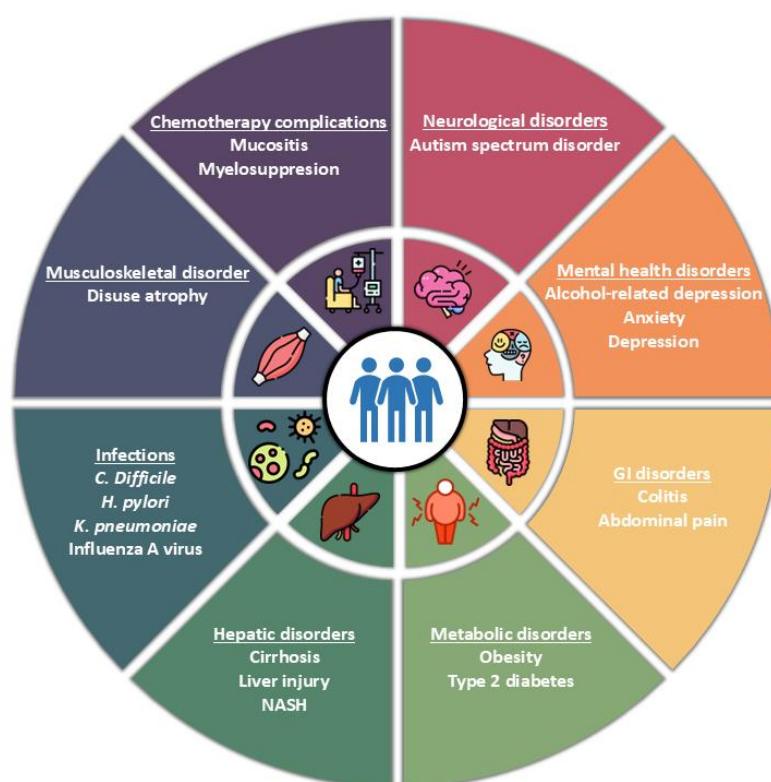 Chemotherapy complications
Mucositis
Myelosuppresion
Neurological disorders
Autism spectrum disorder
Mental health disorders
Alcohol-related depression
Anxiety
Depression
GI disorders
Colitis
Abdominal pain
Metabolic disorders
Obesity
Type 2 diabetes
Hepatic disorders
Cirrhosis
Liver injury
NASH
Infections
C. Difficile
H. pylori
K. pneumoniae
Influenza A virus
Musculoskeletal disorder
Disuse atrophy